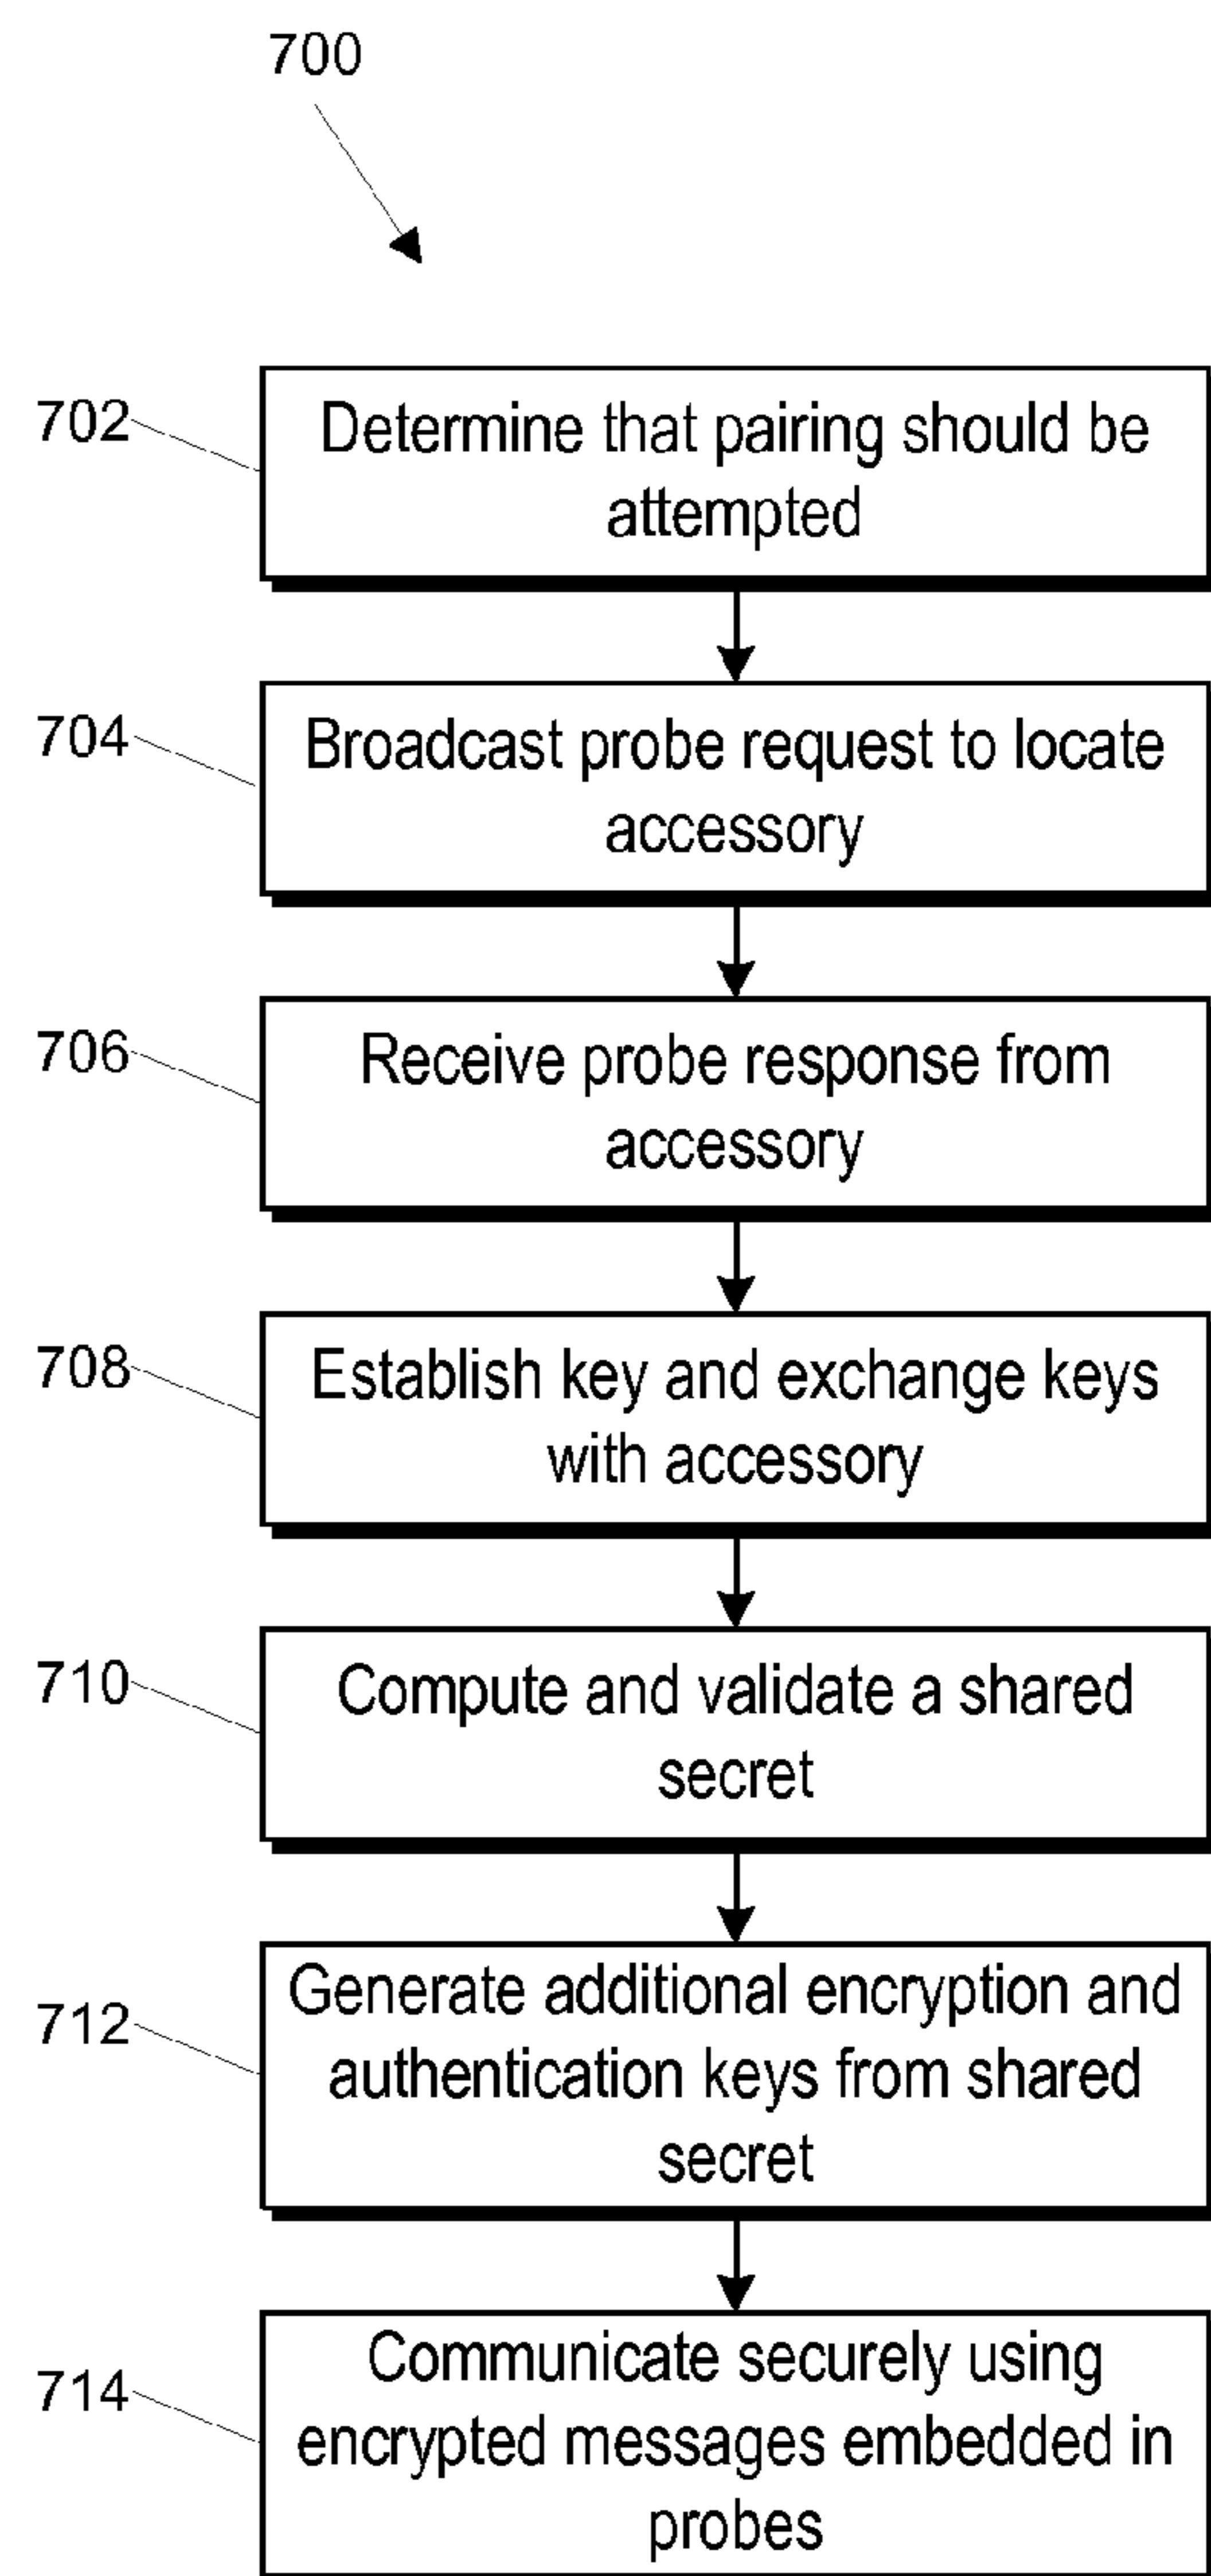 700
702
Determine that pairing should be
attempted
704
Broadcast probe request to locate
accessory
706
Receive probe response from
accessory
708
Establish key and exchange keys
with accessory
710
Compute and validate a shared
secret
712
Generate additional encryption and
authentication keys from shared
secret
714
Communicate securely using
encrypted messages embedded in
probes